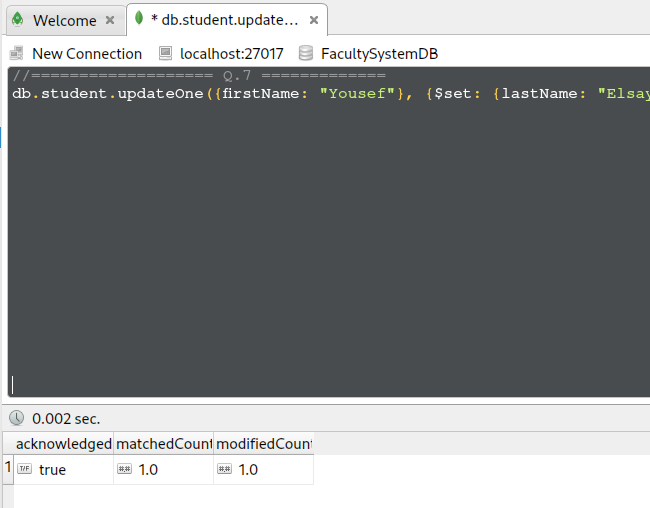 Welcome
* db.student.update...
New Connection localhost:27017 FacultySystemDB
//=================== Q.7 =============
db.student.updateOne({firstName: "Yousef"}, {$set: {lastName: "Elsay
0.002 sec.
acknowledged matchedCount modifiedCount
1 T/F true #.# 1.0 #.# 1.0